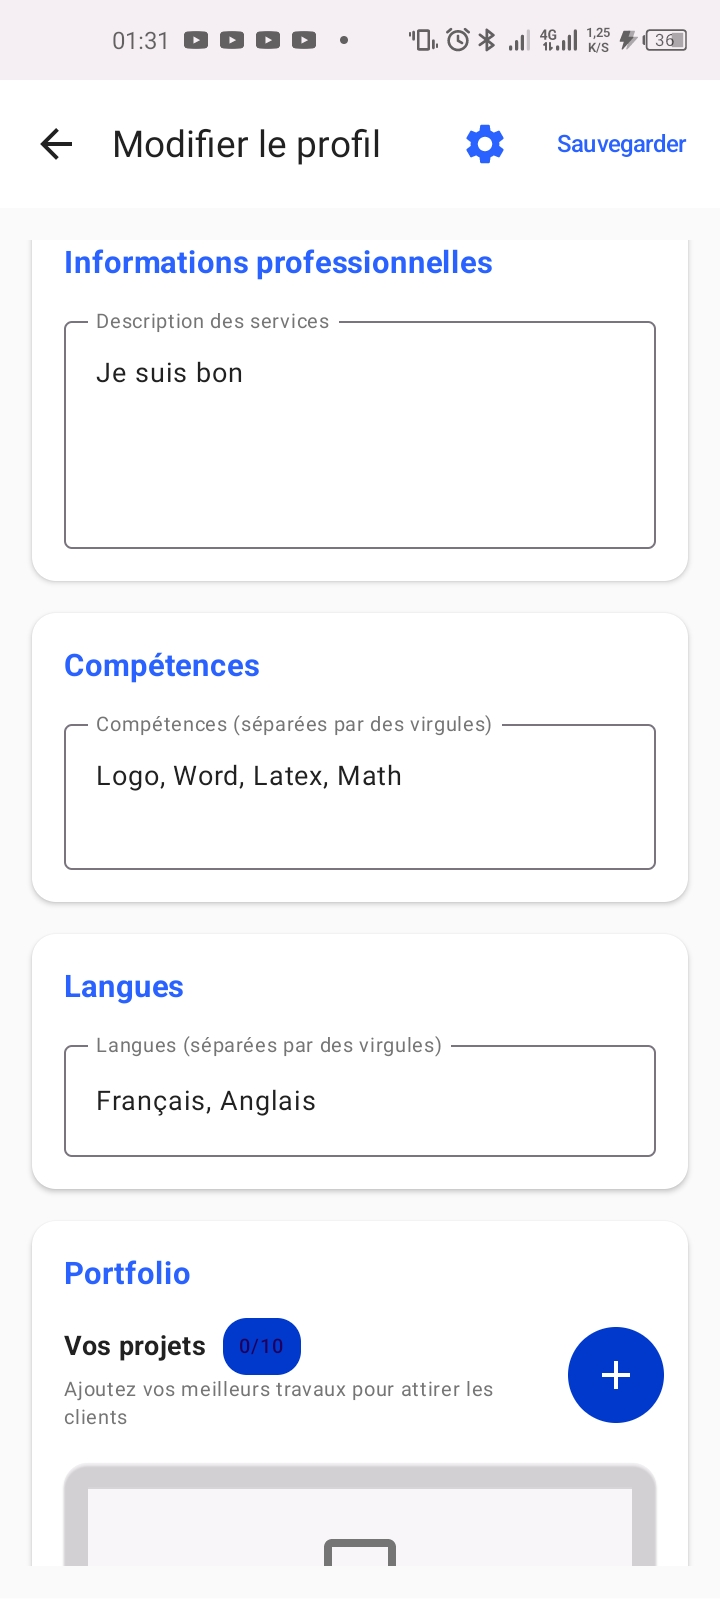 01:31
4G
1,25
K/S
36
Modifier le profil
Sauvegarder
Informations professionnelles
Description des services
Je suis bon
Compétences
Compétences (séparées par des virgules)
Logo, Word, Latex, Math
Langues
Langues (séparées par des virgules)
Français, Anglais
Portfolio
Vos projets
0/10
Ajoutez vos meilleurs travaux pour attirer les
clients